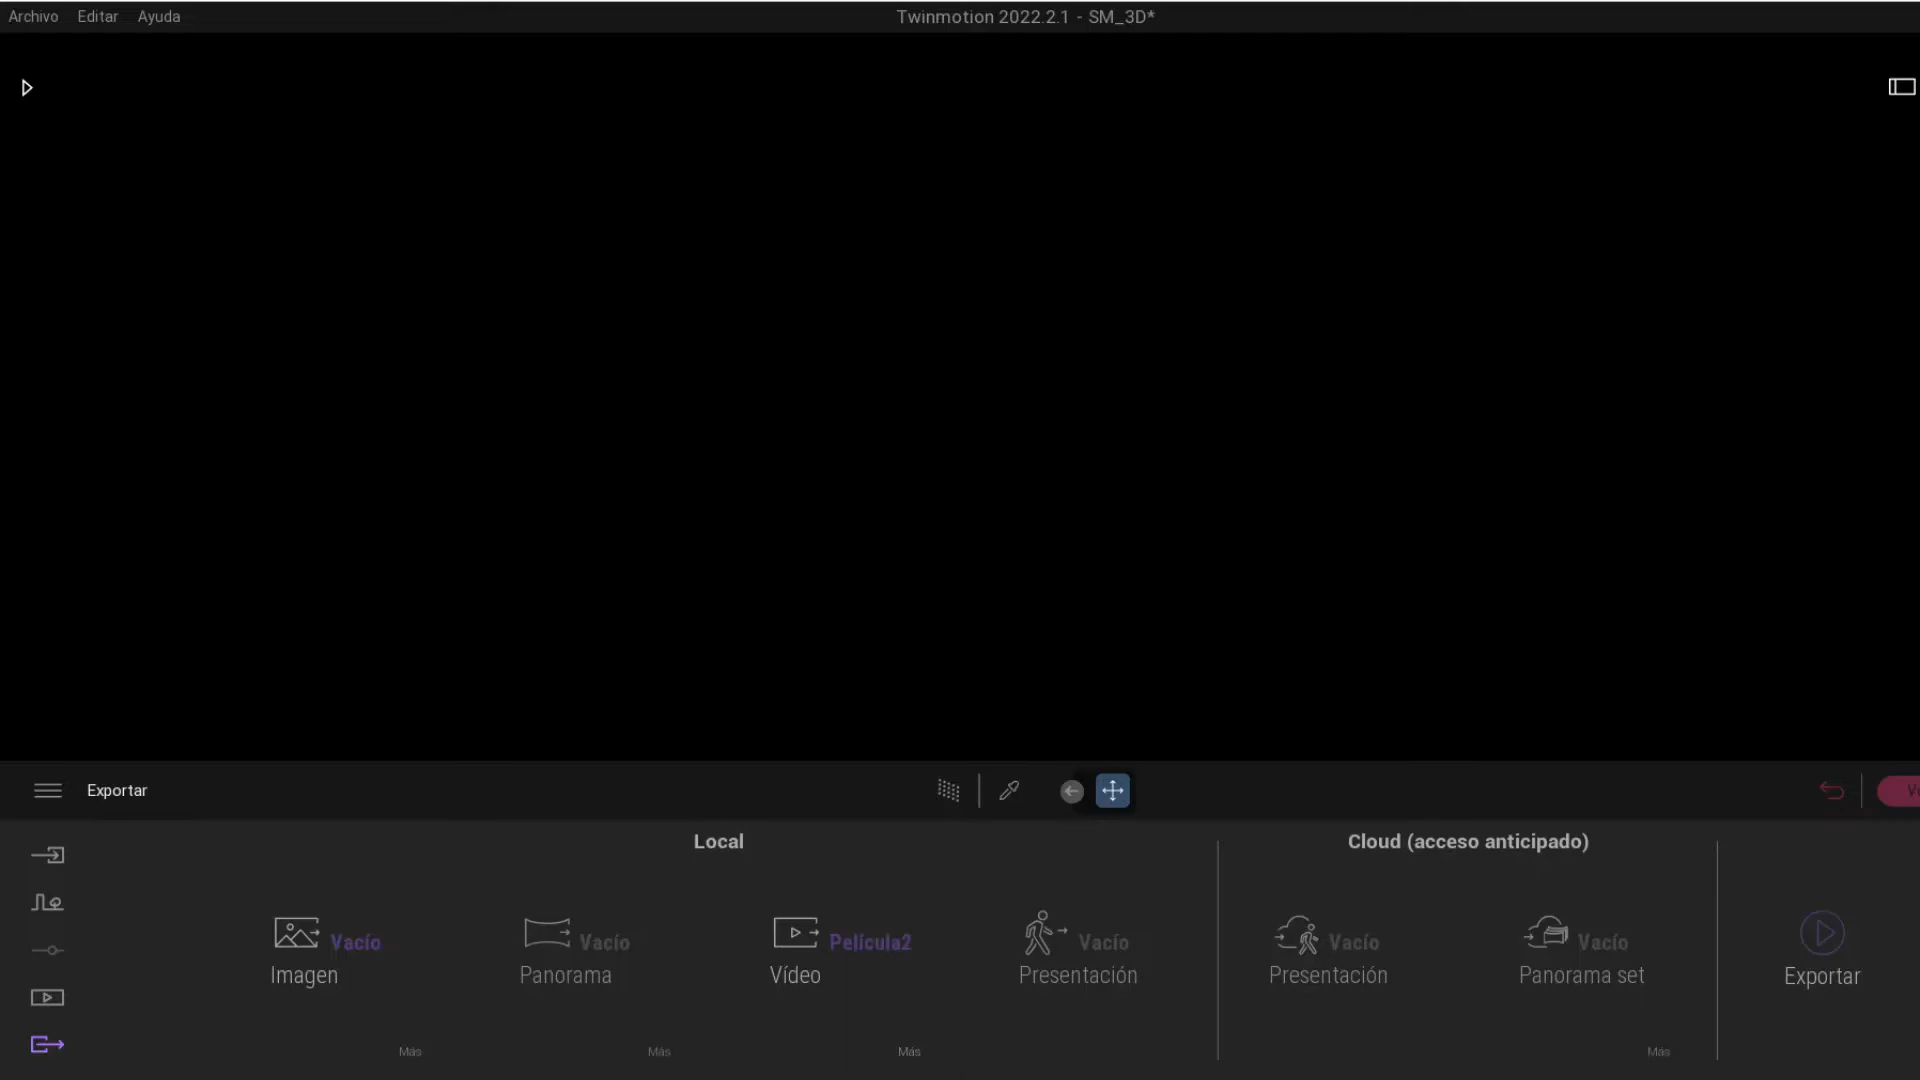 Archivo Editar Ayuda
Twinmotion 2022.2.1 - SM_3D*
Exportar
Local
Cloud (acceso anticipado)
Vacío
Imagen
Vacío
Panorama
Película2
Vídeo
Vacío
Presentación
Vacío
Presentación
Vacío
Panorama set
Exportar
Más
Más
Más
Más